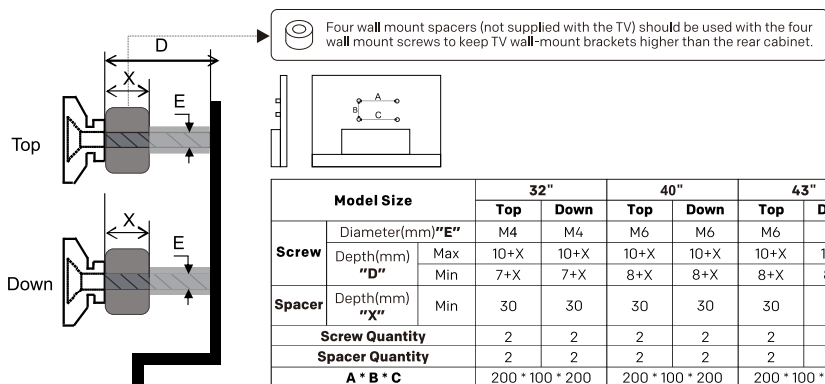 Four wall mount spacers (not supplied with the TV) should be used with the four
wall mount screws to keep TV wall-mount brackets higher than the rear cabinet.
D
X
E
Top
X
E
Down
A
B
C
Model Size 32" 40" 43"
Top Down Top Down Top
Screw Diameter(mm)"E" M4 M4 M6 M6 M6
Depth(mm) "D" Max 10+X 10+X 10+X 10+X 10+X
Min 7+X 7+X 8+X 8+X 8+X
Spacer Depth(mm) "X" Min 30 30 30 30 30
Screw Quantity 2 2 2 2 2
Spacer Quantity 2 2 2 2 2
A * B * C 200 * 100 * 200 200 * 100 * 200 200 * 100 *